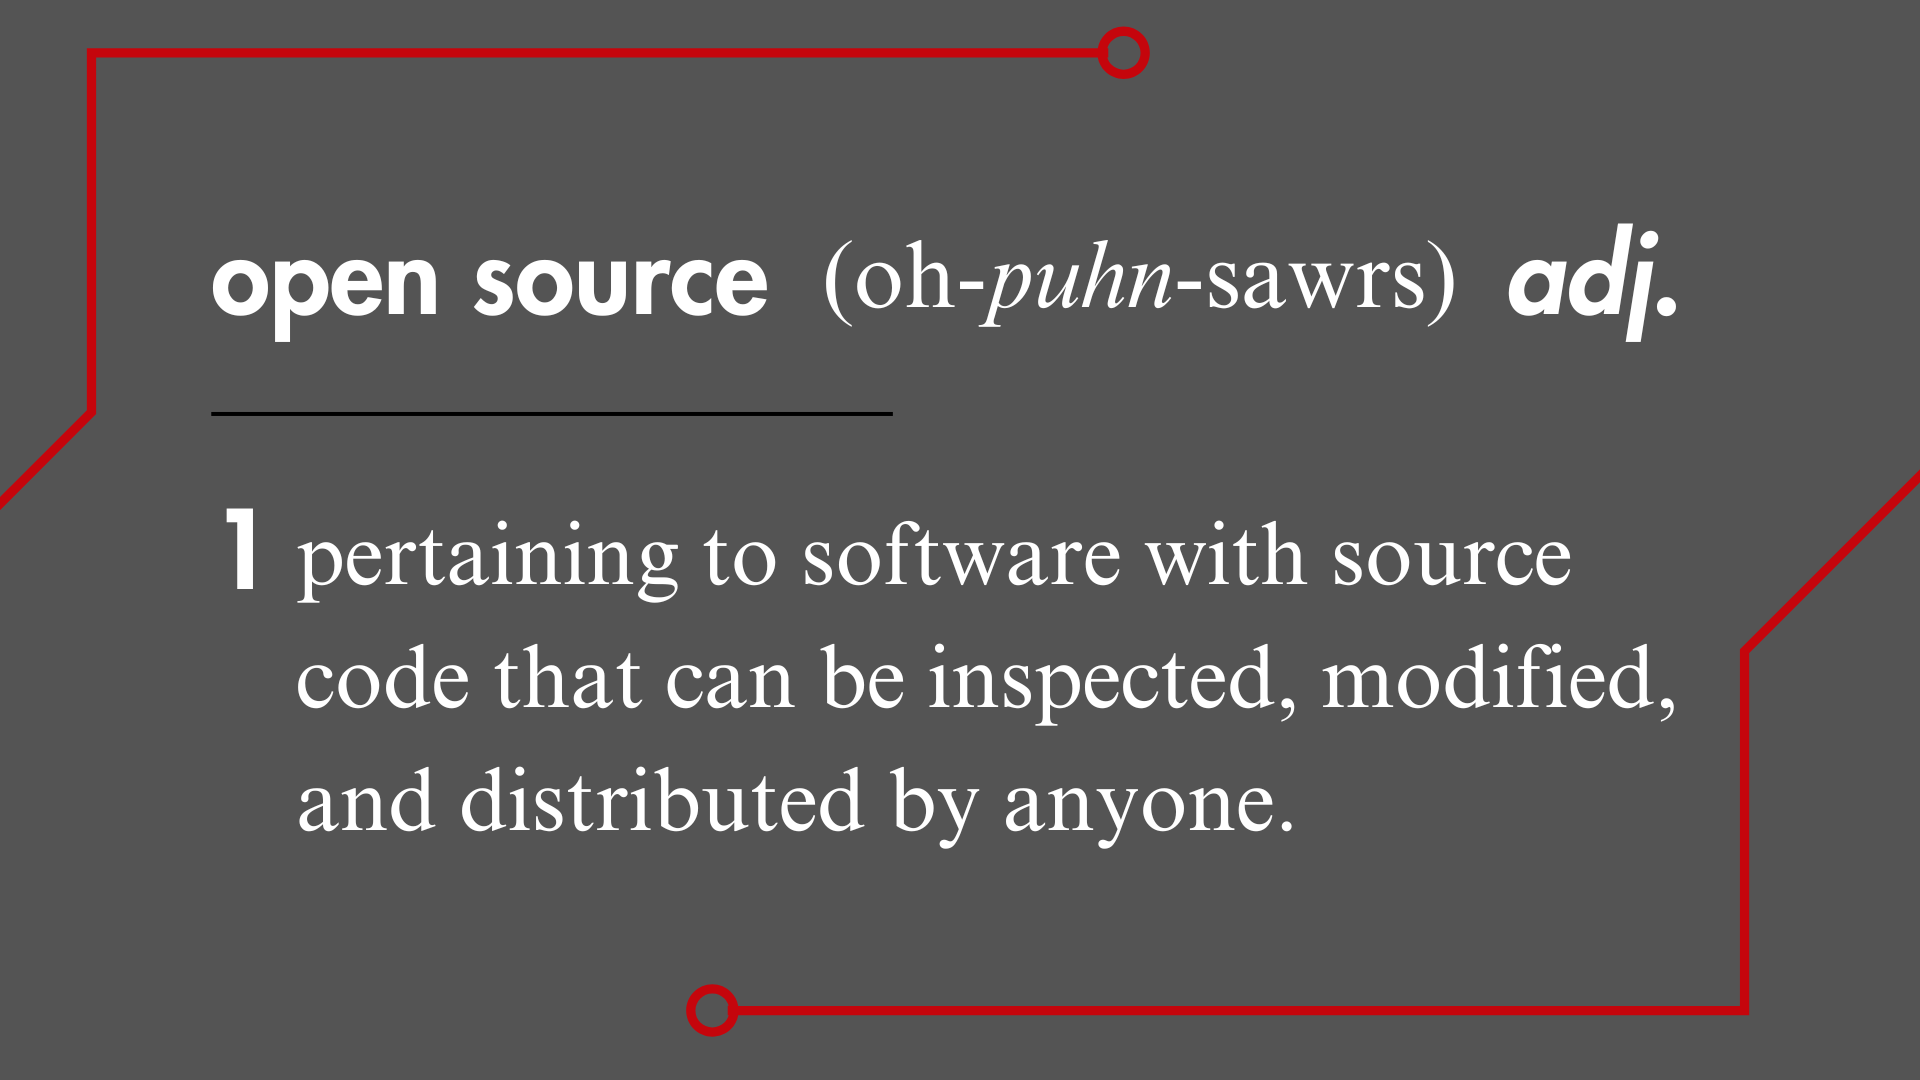 open source (oh-puhn-sawrs) adj.
1 pertaining to software with source
code that can be inspected, modified,
and distributed by anyone.